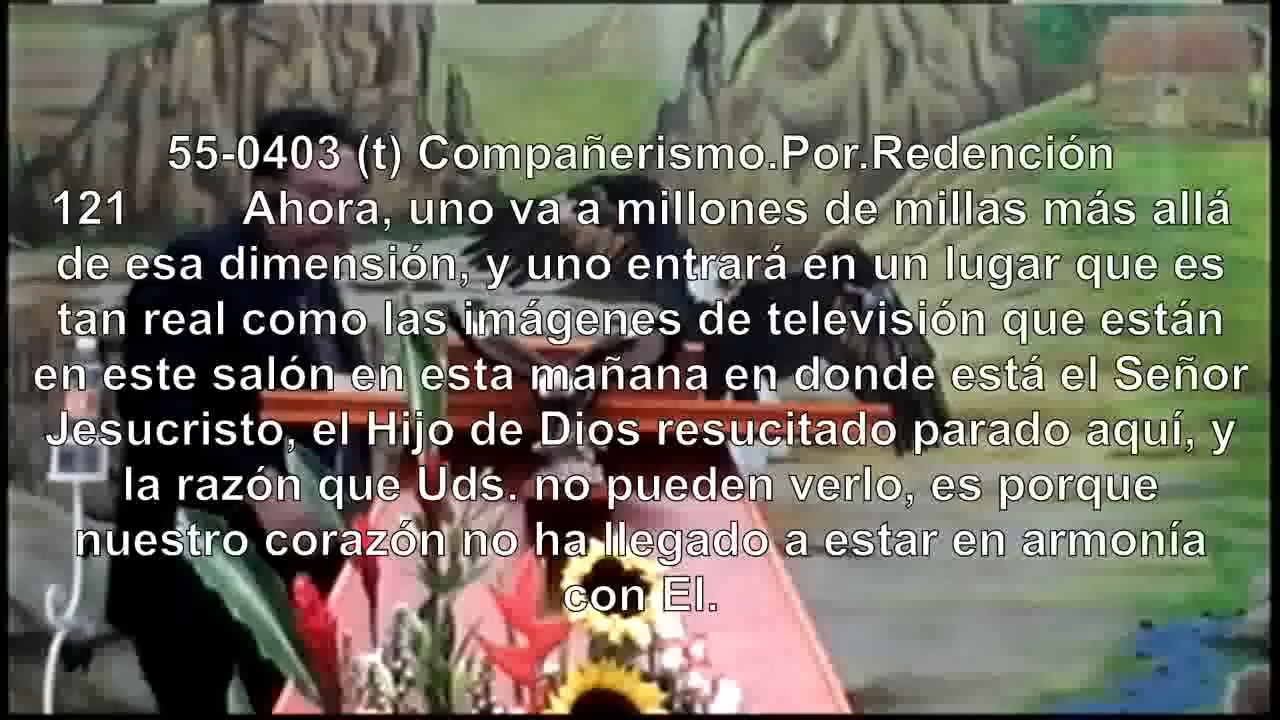 55-0403 (t) Compañerismo.Por.Redención
121 Ahora, uno va a millones de millas más allá
de esa dimensión, y uno entrará en un lugar que es
tan real como las imágenes de televisión que están
en este salón en esta mañana en donde está el Señor
Jesucristo, el Hijo de Dios resucitado parado aquí, y
la razón que Uds. no pueden verlo, es porque
nuestro corazón no ha llegado a estar en armonía
con El.